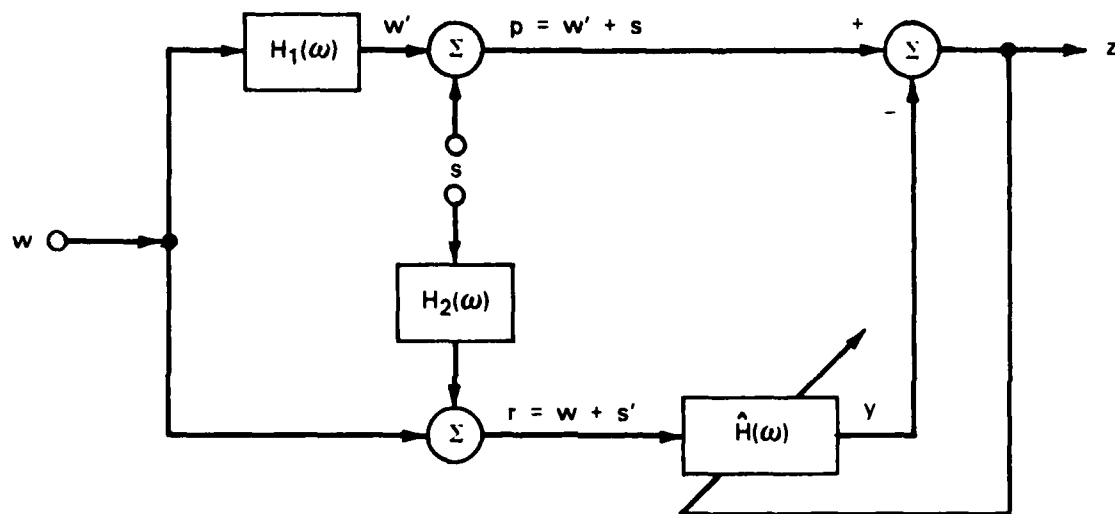 w'
p = w' + s
+
H₁(ω)
Σ
Σ
z
-
s
w
H₂(ω)
r = w + s'
y
Σ
Ĥ(ω)